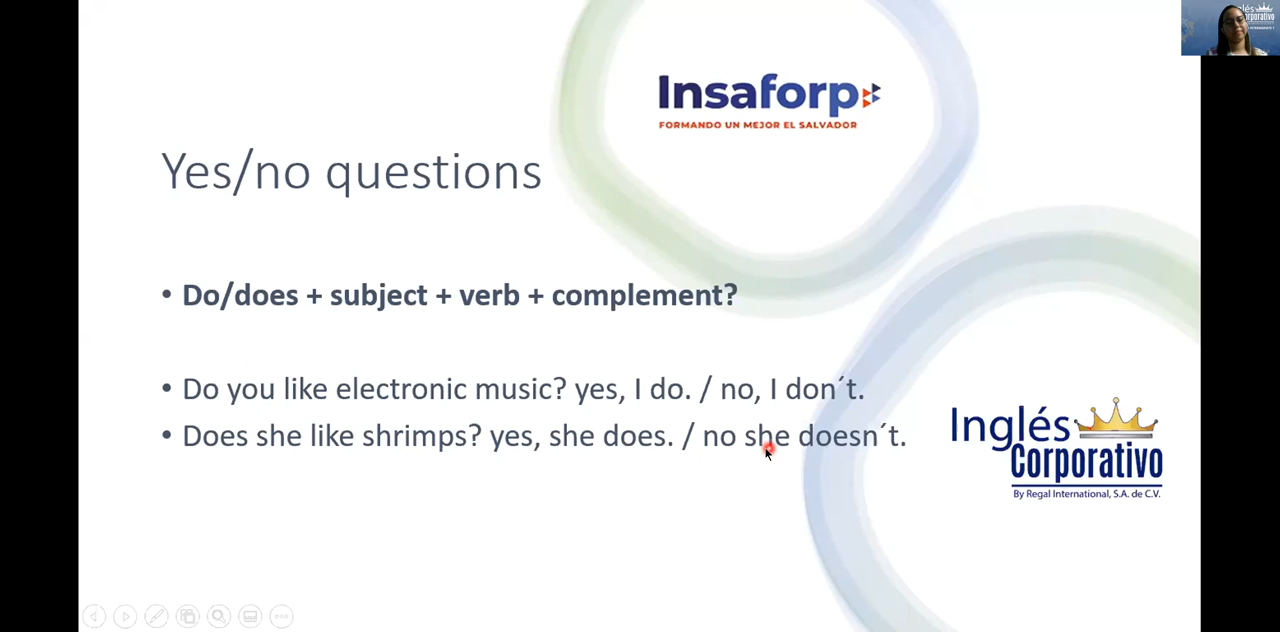 Insaforp
FORMANDO UN MEJOR EL SALVADOR
Yes/no questions
• Do/does + subject + verb + complement?
• Do you like electronic music? yes, I do. / no, I don´t.
• Does she like shrimps? yes, she does. / no she doesn´t.
Inglés
Corporativo
By Regal International, S.A. de C.V.